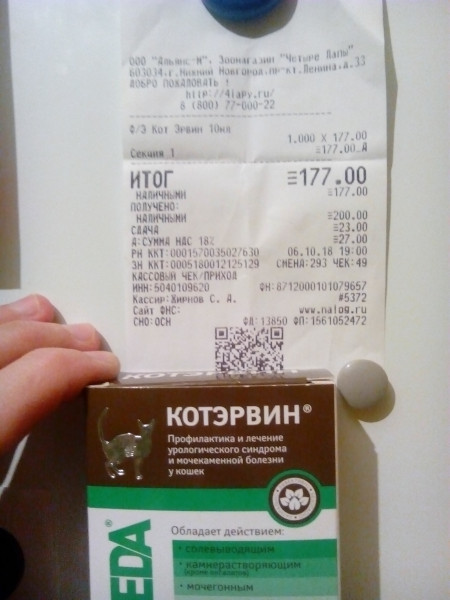 ООО "Альянс-И". Зоомагазин "Четыре Лапы"
603034.г.Нижний Новгород.пр-кт.Ленина.д.33
ДОБРО ПОЖАЛОВАТЬ !
http://4lapy.ru/
8 (800) 77-000-22
Ф/Э Кот Эрвин 10мл
1.000 X 177.00
Секция 1 ≡177.00_А
ИТОГ ≡177.00
НАЛИЧНЫМИ ≡177.00
ПОЛУЧЕНО:
НАЛИЧНЫМИ ≡200.00
СДАЧА ≡23.00
А:СУММА НДС 18% ≡27.00
РН ККТ:0001570035027630 06.10.18 19:00
ЗН ККТ:0005180012125129 СМЕНА:293 ЧЕК:49
КАССОВЫЙ ЧЕК/ПРИХОД
ИНН:5040109620 ФН:8712000101079657
Кассир: С. А. #5372
Сайт ФНС: www.nalog.ru
СНО:ОСН ФД:13850 ФП:1561052472
КОТЭРВИН
КОТЭРВИН®
Профилактика и лечение
урологического синдрома
и мочекаменной болезни
у кошек
EDA®
Обладает действием:
• солевыводящим
• камнерастворяющим
(кроме оксалатов)
• мочегонным